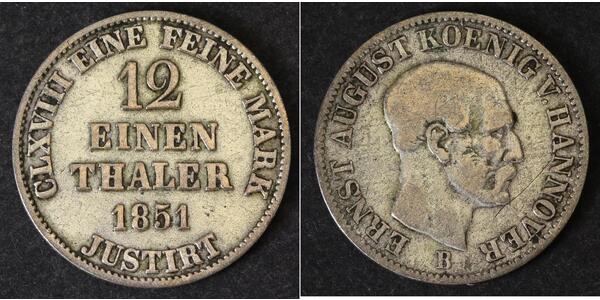 CLXVIII EINE FEINE MARK
12
EINEN
THALER
1851
JUSTIRT
ERNST AUGUST KOENIG V. HANNOVER
B